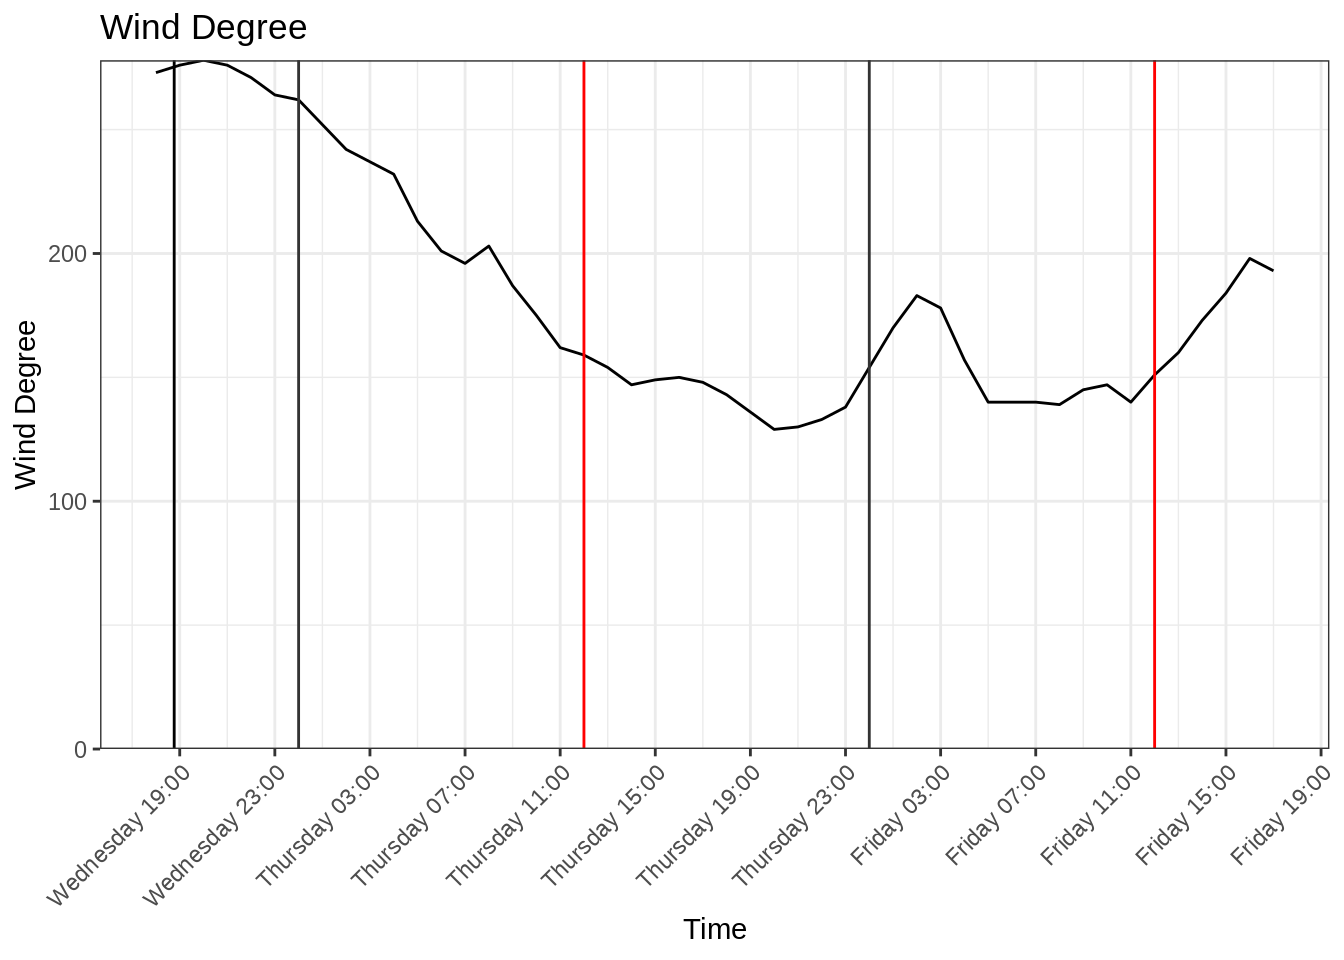 Wind Degree
Wind Degree
200
100
0
Wednesday 19:00
Wednesday 23:00
Thursday 03:00
Thursday 07:00
Thursday 11:00
Thursday 15:00
Thursday 19:00
Thursday 23:00
Friday 03:00
Friday 07:00
Friday 11:00
Friday 15:00
Friday 19:00
Time